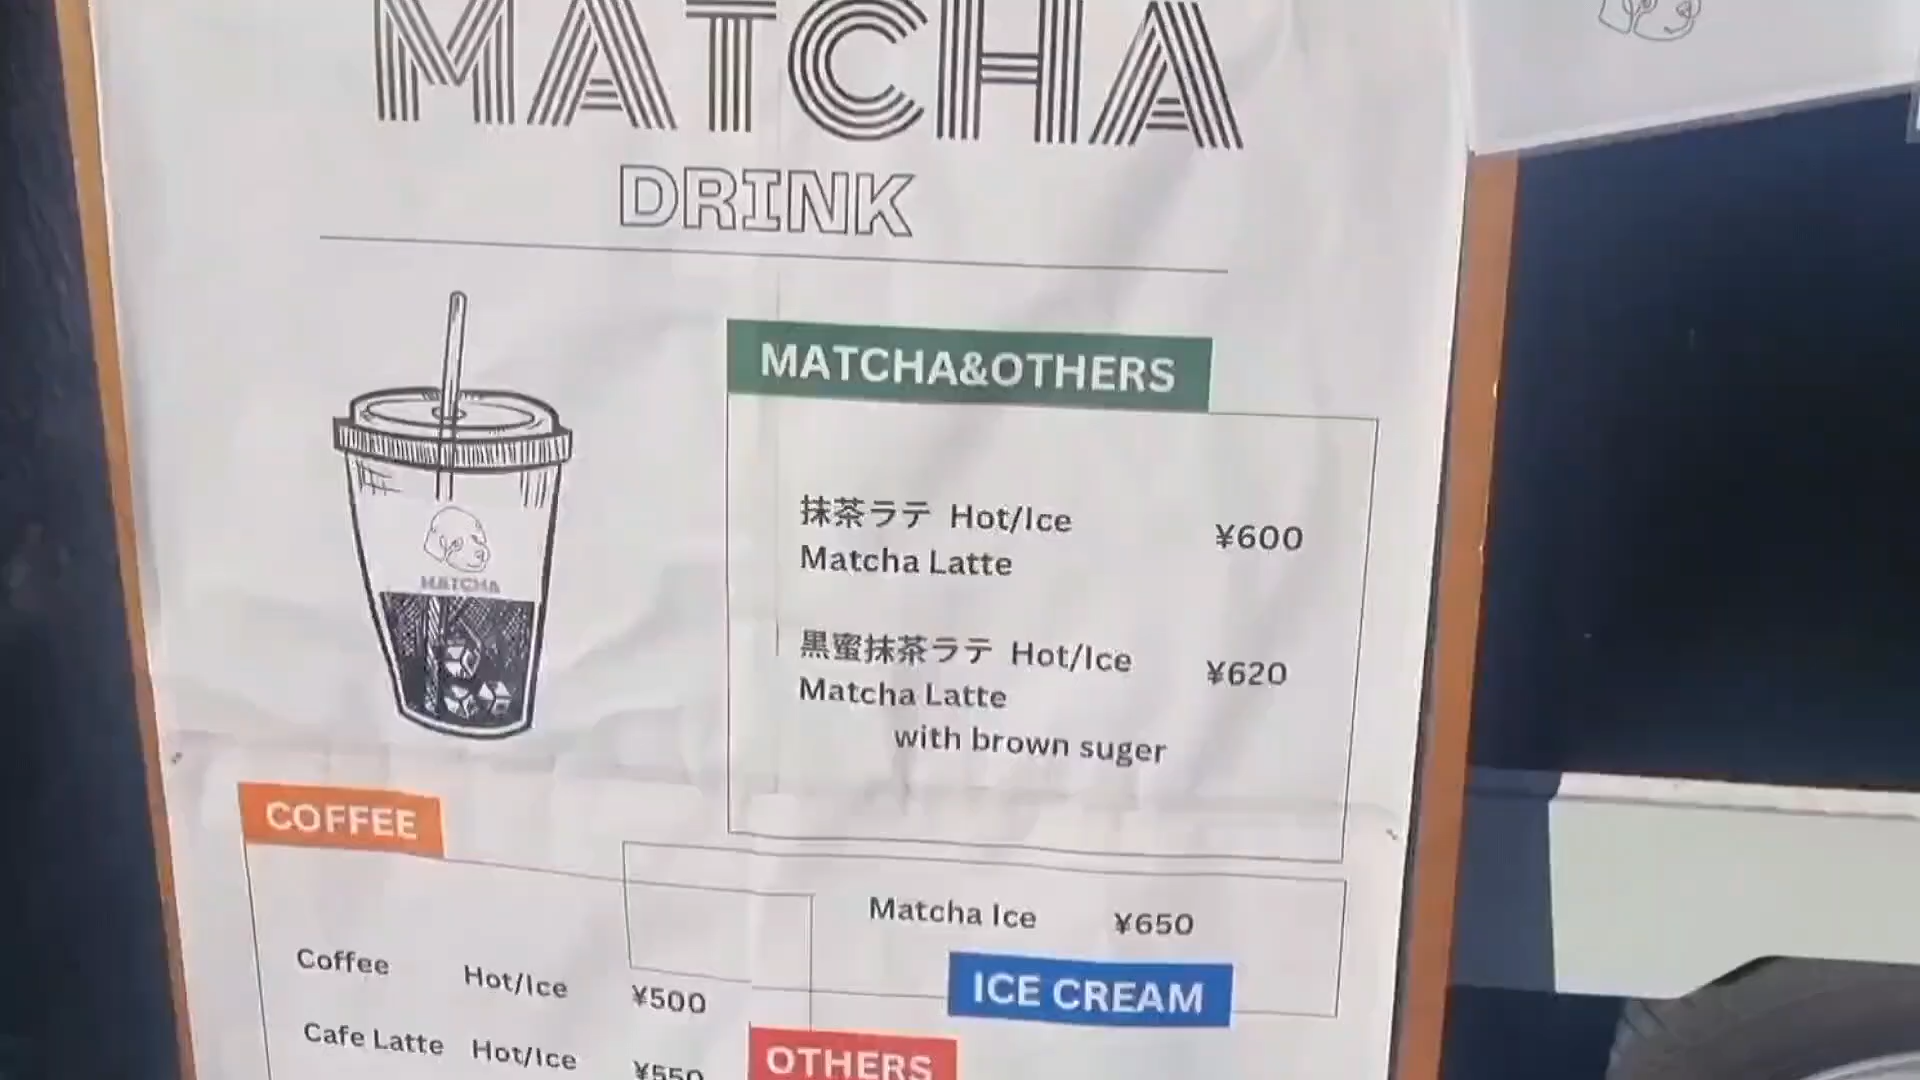 MATCHA
DRINK
MATCHA&OTHERS
抹茶ラテ Hot/Ice ¥600
Matcha Latte
黒蜜抹茶ラテ Hot/Ice ¥620
Matcha Latte
with brown suger
MATCHA
COFFEE
Matcha Ice ¥650
ICE CREAM
Coffee Hot/Ice ¥500
Cafe Latte Hot/Ice ¥550
OTHERS